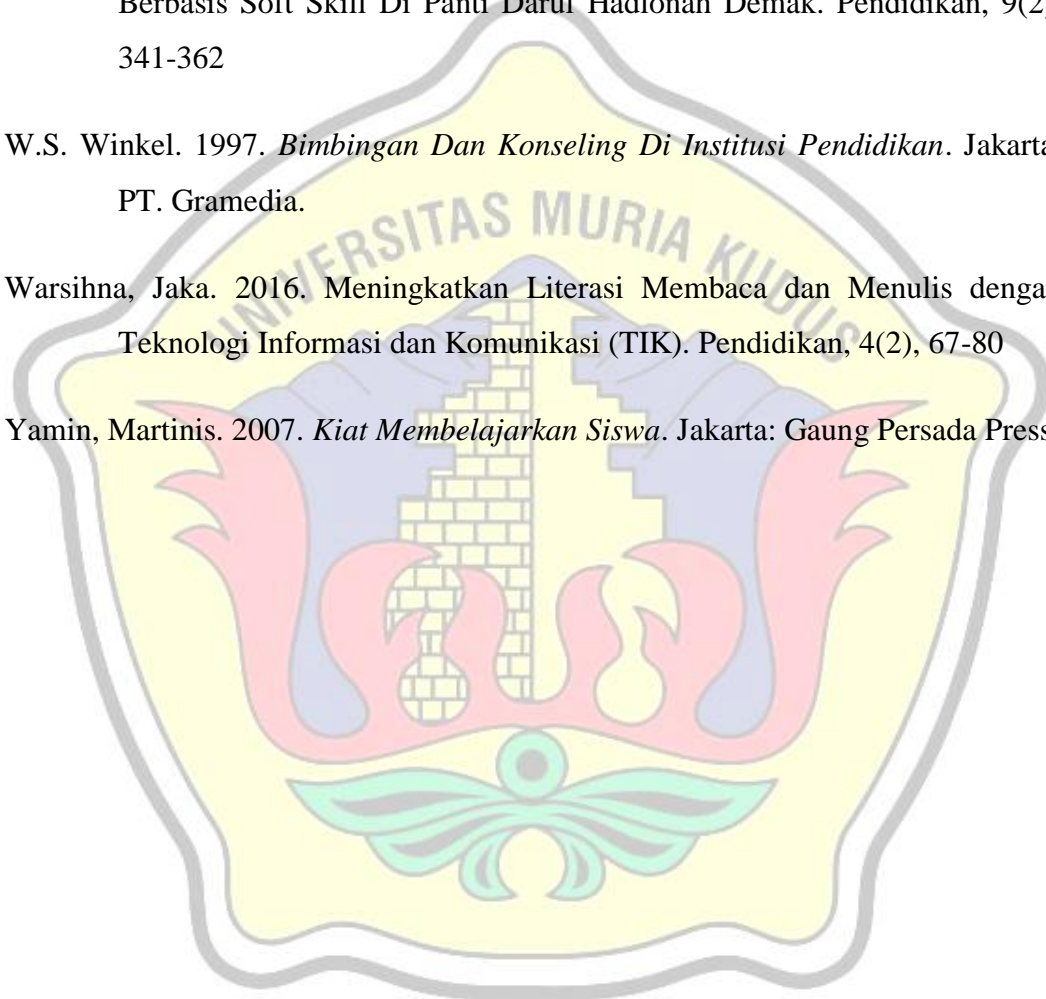 Berbasis Soft Skill Di Panti Darul Hadlonah Demak. Pendidikan, 9(2)
341-362
W.S. Winkel. 1997. Bimbingan Dan Konseling Di Institusi Pendidikan. Jakarta
PT. Gramedia.
UNIVERSITAS MURIA KUDUS
Warsihna, Jaka. 2016. Meningkatkan Literasi Membaca dan Menulis denga
Teknologi Informasi dan Komunikasi (TIK). Pendidikan, 4(2), 67-80
Yamin, Martinis. 2007. Kiat Membelajarkan Siswa. Jakarta: Gaung Persada Press